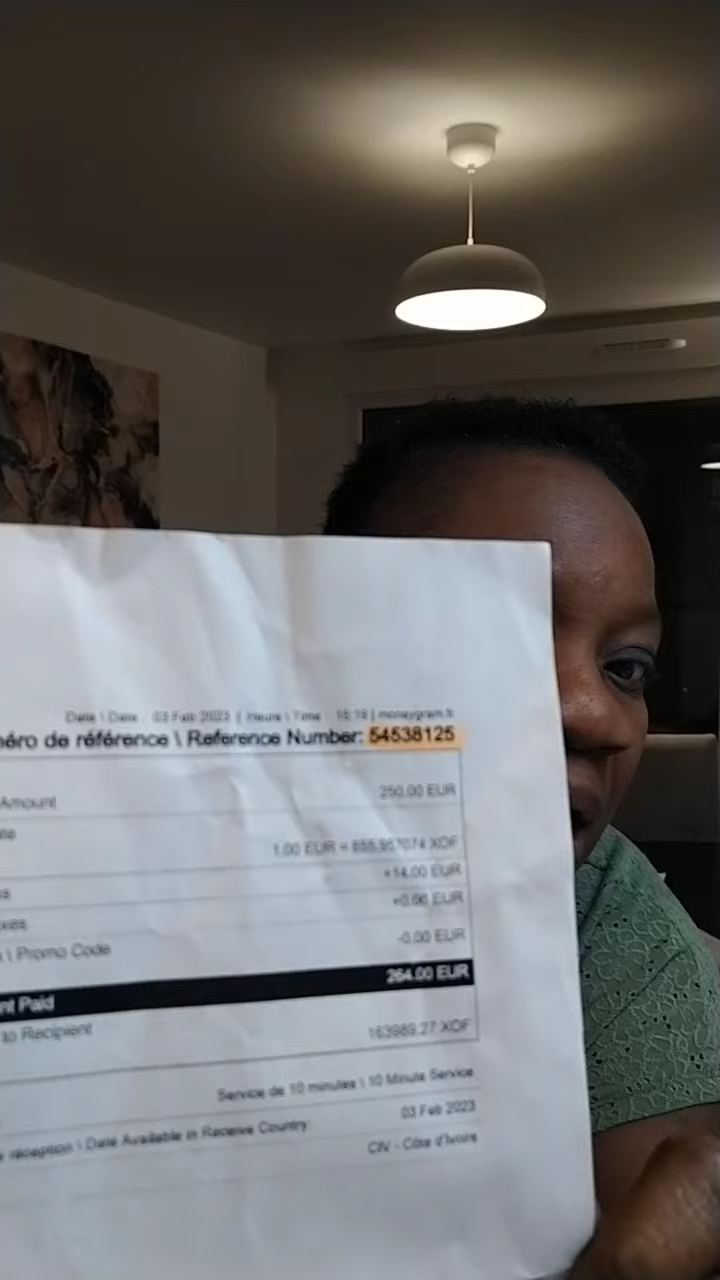 Date \ Date : 03 Feb 2023 | Heure \ Time : 15:19 | moneygram.fr
néro de référence \ Reference Number: 54538125
Amount 250.00 EUR
1.00 EUR = 655.957074 XOF
+14.00 EUR
+0.00 EUR
\ Promo Code -0.00 EUR
nt Paid 264.00 EUR
to Recipient 163989.27 XOF
Service de 10 minutes \ 10 Minute Service
réception \ Date Available in Receive Country: 03 Feb 2023
CIV - Côte d'Ivoire